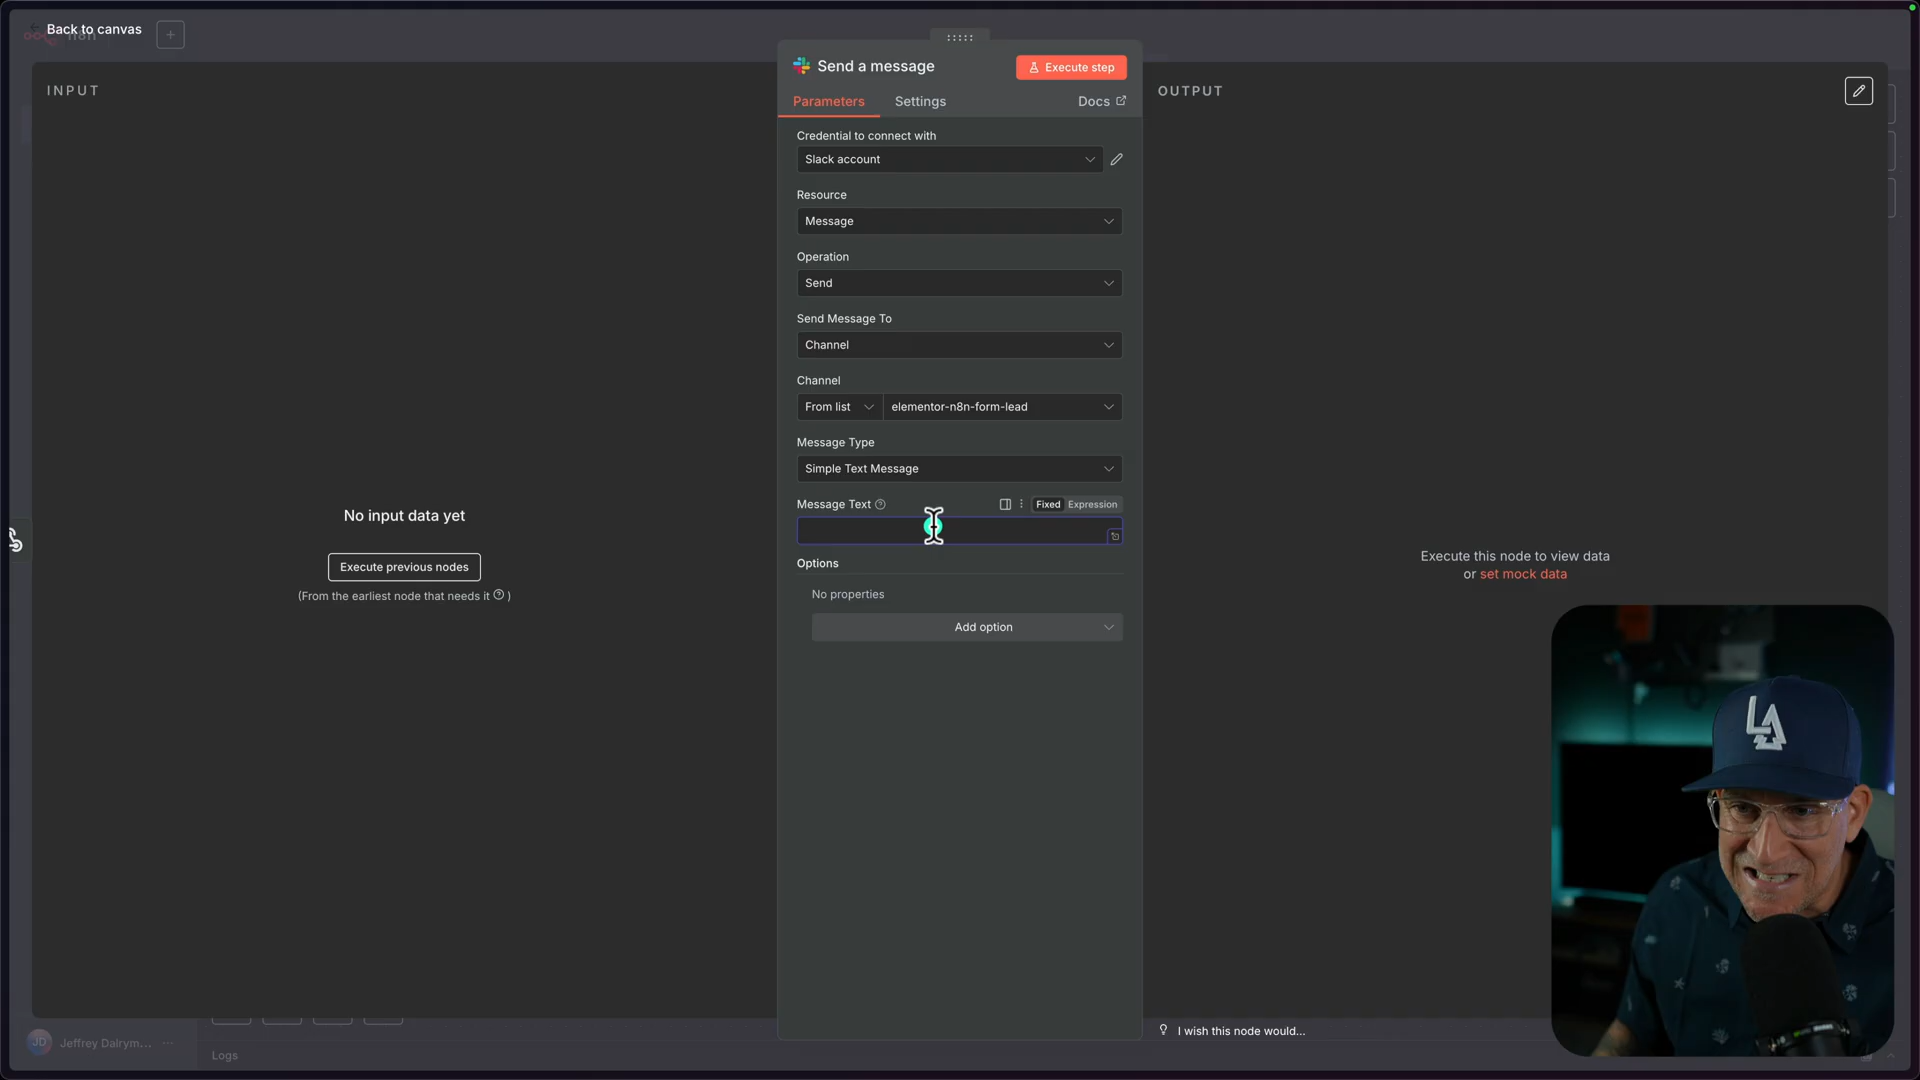 Back to canvas
INPUT
Send a message
Execute step
OUTPUT
Parameters
Settings
Docs
Credential to connect with
Slack account
Resource
Message
Operation
Send
Send Message To
Channel
Channel
From list
elementor-n8n-form-lead
Message Type
Simple Text Message
Message Text
Fixed
Expression
No input data yet
Execute previous nodes
(From the earliest node that needs it )
Options
No properties
Add option
Execute this node to view data
or set mock data
LA
I wish this node would...
JD
Jeffrey Dalrym...
Logs